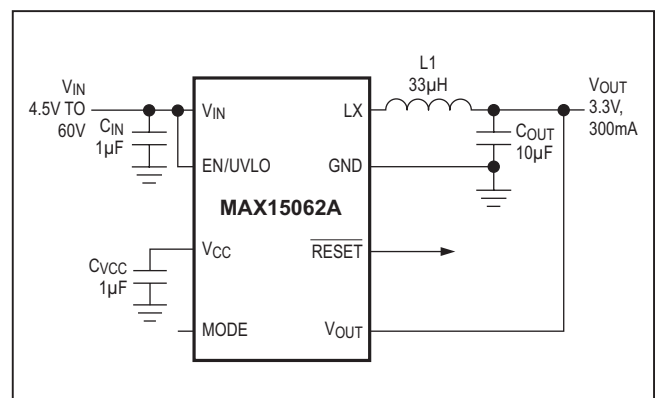 L1
33µH
VIN
4.5V TO
60V
CIN
1µF
VIN
LX
COUT
10µF
VOUT
3.3V,
300mA
EN/UVLO
GND
MAX15062A
VCC
RESET
CVCC
1µF
MODE
VOUT